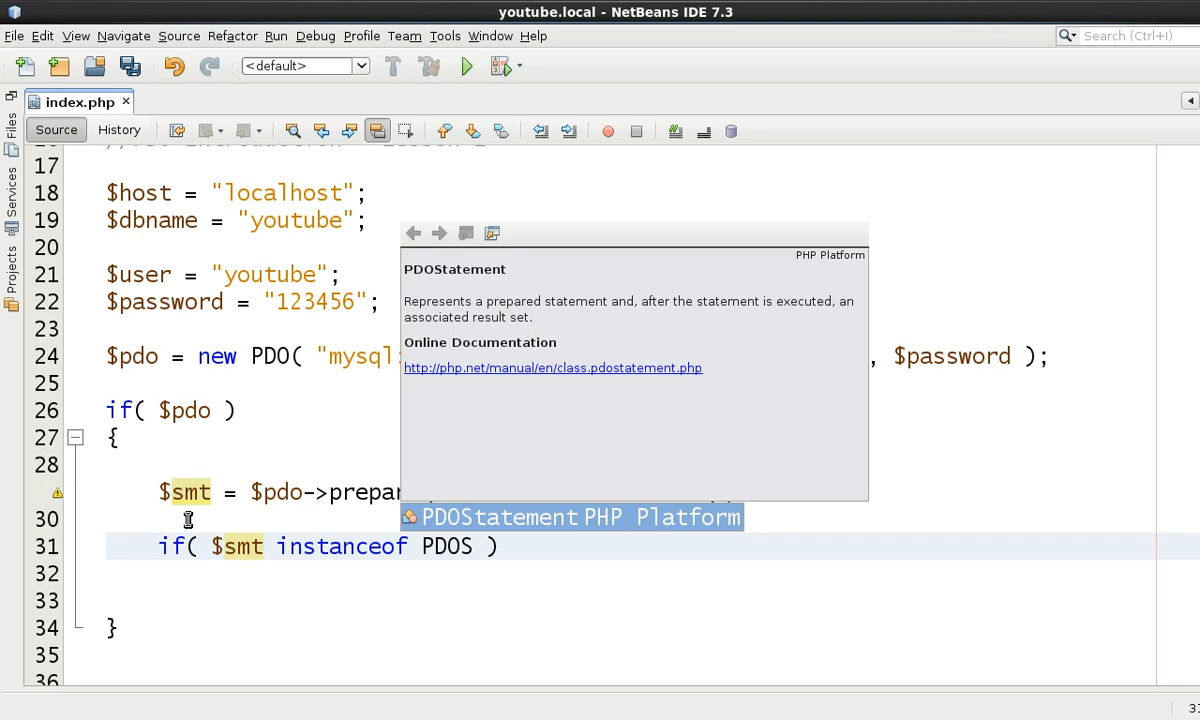 youtube.local - NetBeans IDE 7.3
File Edit View Navigate Source Refactor Run Debug Profile Team Tools Window Help
Search (Ctrl+I)
<default>
index.php
Source History
Files
Services
Projects
17
18 $host = "localhost";
19 $dbname = "youtube";
20
21 $user = "youtube";
22 $password = "123456";
23
24 $pdo = new PDO( "mysql: , $password );
25
26 if( $pdo )
27 {
28
$smt = $pdo->prepar
30
31 if( $smt instanceof PDOS )
32
33
34 }
35
36
PHP Platform
PDOStatement
Represents a prepared statement and, after the statement is executed, an
associated result set.
Online Documentation
http://php.net/manual/en/class.pdostatement.php
PDOStatement PHP Platform